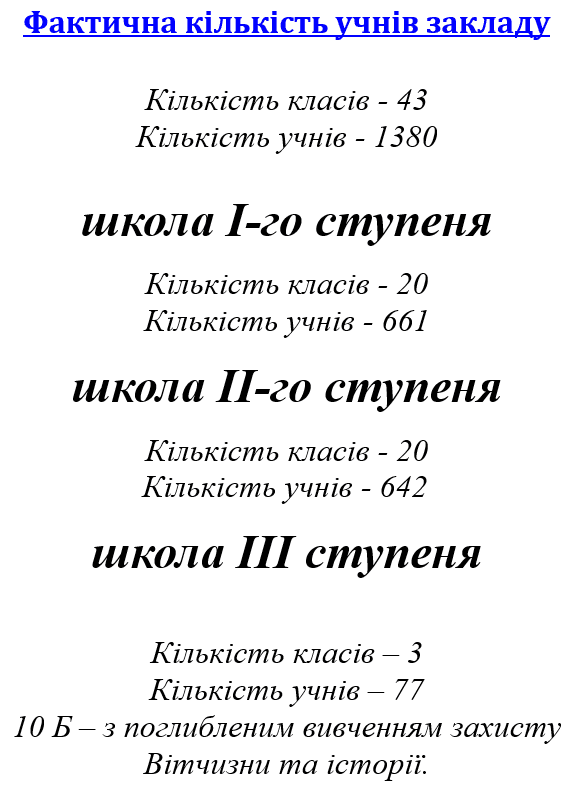 Фактична кількість учнів закладу
Кількість класів - 43
Кількість учнів - 1380
школа І-го ступеня
Кількість класів - 20
Кількість учнів - 661
школа ІІ-го ступеня
Кількість класів - 20
Кількість учнів - 642
школа ІІІ ступеня
Кількість класів – 3
Кількість учнів – 77
10 Б – з поглибленим вивченням захисту
Вітчизни та історії.